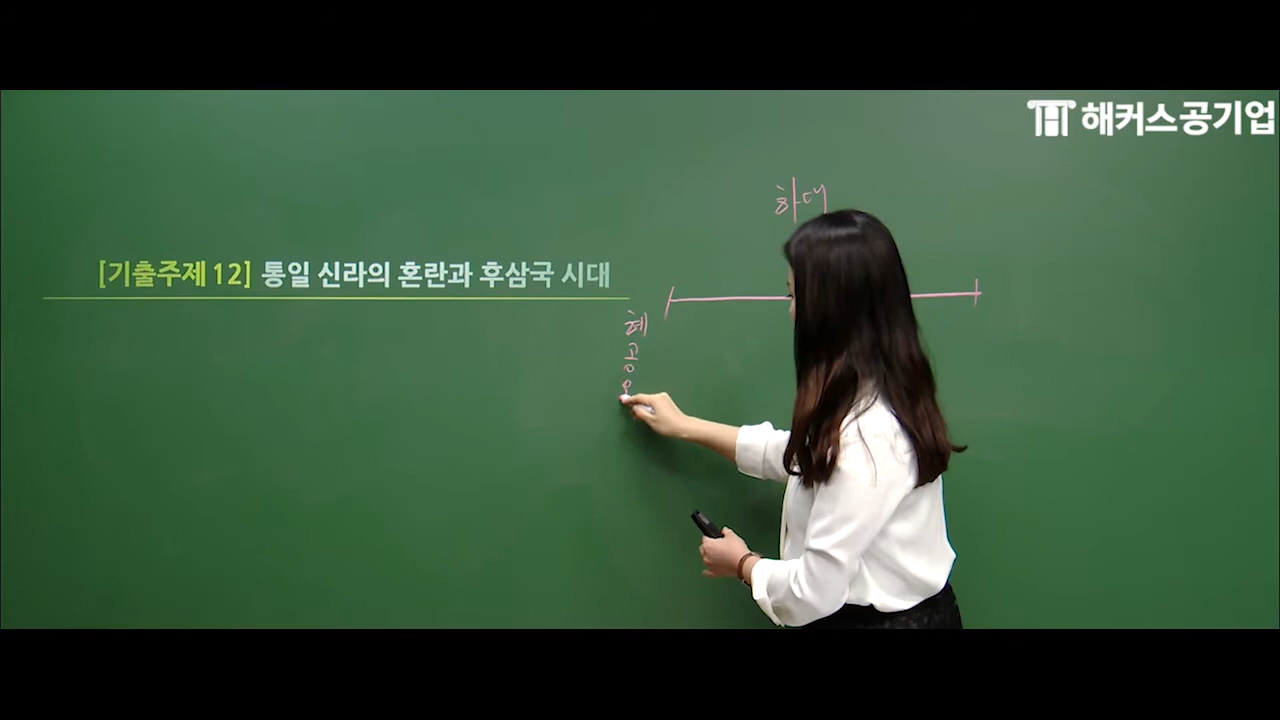 해커스공기업
하대
[기출주제 12] 통일 신라의 혼란과 후삼국 시대
혜
공